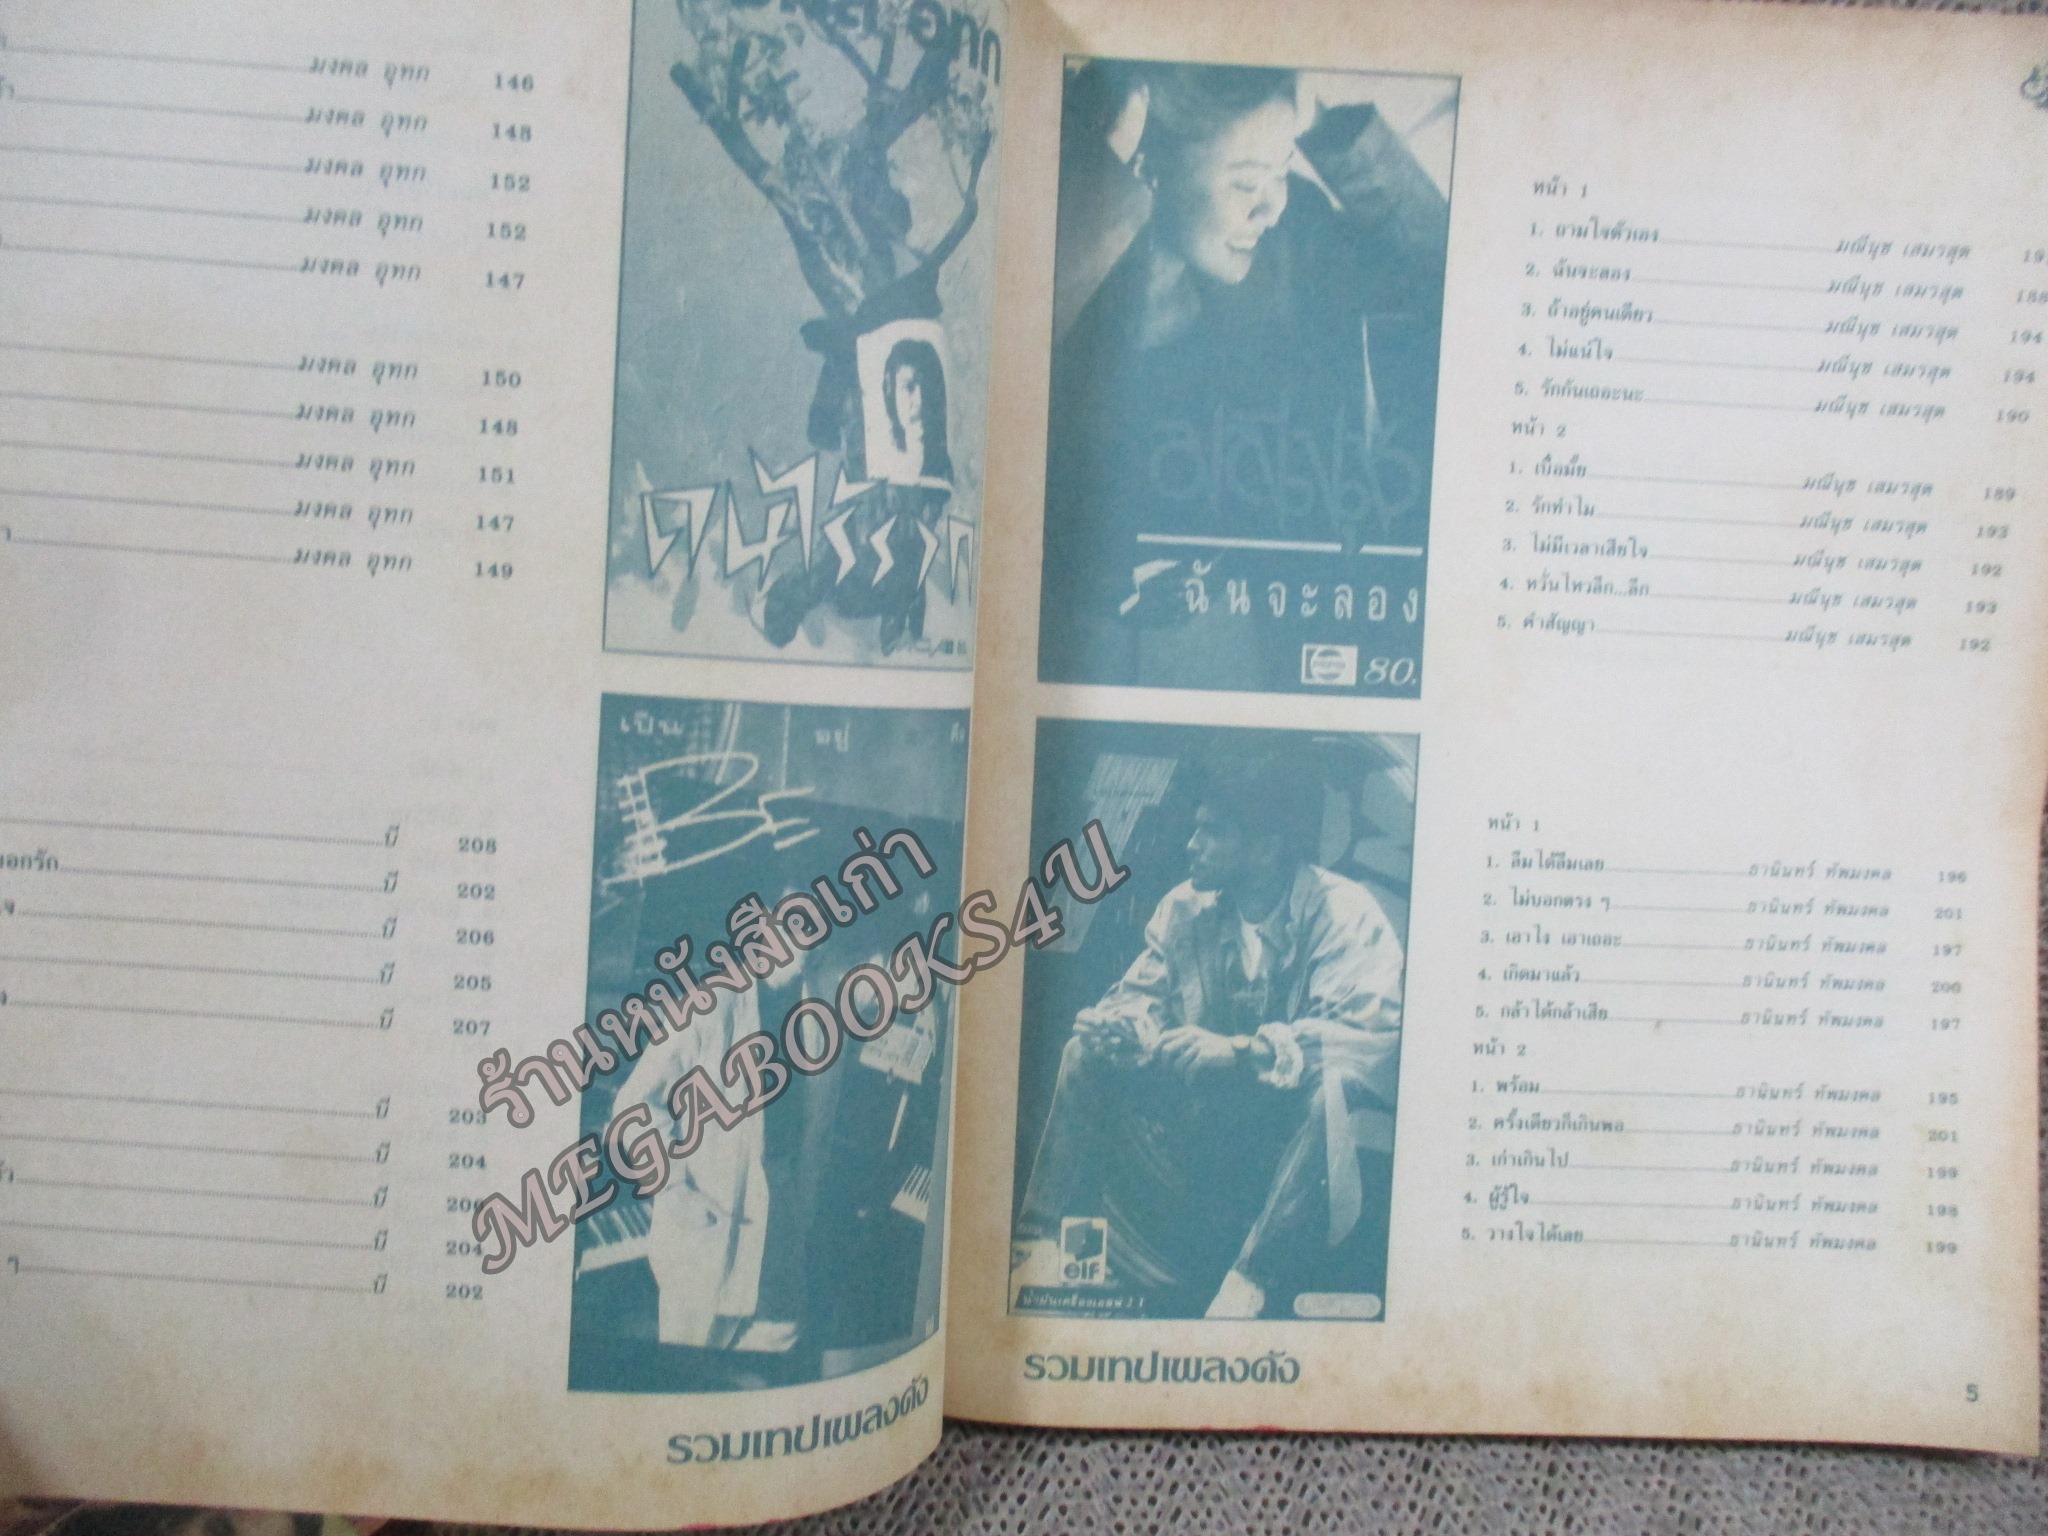 มงคล อุทก 146
มงคล อุทก 148
มงคล อุทก 152
มงคล อุทก 152
มงคล อุทก 147
มงคล อุทก 150
มงคล อุทก 148
มงคล อุทก 151
มงคล อุทก 147
มงคล อุทก 149
บี 208
บอกรัก บี 202
บี 206
บี 205
บี 207
บี 203
บี 204
บี 206
บี 204
ๆ บี 202
เป็น อยู่
รวมเทปเพลงดัง
ฉันจะลอง
80.
หน้า 1
1. ถามใจตัวเอง มณีนุช เสมรสุต
2. ฉันจะลอง มณีนุช เสมรสุต 188
3. ถ้าอยู่คนเดียว มณีนุช เสมรสุต 194
4. ไม่แน่ใจ มณีนุช เสมรสุต 194
5. รักกันเถอะนะ มณีนุช เสมรสุต 190
หน้า 2
1. เบื่อมั้ย มณีนุช เสมรสุต 189
2. รักทำไม มณีนุช เสมรสุต 193
3. ไม่มีเวลาเสียใจ มณีนุช เสมรสุต 192
4. หวั่นไหวลึก...ลึก มณีนุช เสมรสุต 193
5. คำสัญญา มณีนุช เสมรสุต 192
หน้า 1
1. ลืมได้ลืมเลย ธานินทร์ ทัพมงคล 196
2. ไม่บอกตรง ๆ ธานินทร์ ทัพมงคล 201
3. เอาไง เอาเถอะ ธานินทร์ ทัพมงคล 197
4. เกิดมาแล้ว ธานินทร์ ทัพมงคล 200
5. กล้าได้กล้าเสีย ธานินทร์ ทัพมงคล 197
หน้า 2
1. พร้อม ธานินทร์ ทัพมงคล 195
2. ครั้งเดียวก็เกินพอ ธานินทร์ ทัพมงคล 201
3. เก่าเกินไป ธานินทร์ ทัพมงคล 199
4. ผู้รู้ใจ ธานินทร์ ทัพมงคล 198
5. วางใจได้เลย ธานินทร์ ทัพมงคล 199
elf
รวมเทปเพลงดัง
5
ร้านหนังสือเก่า
MEGABOOKS4U